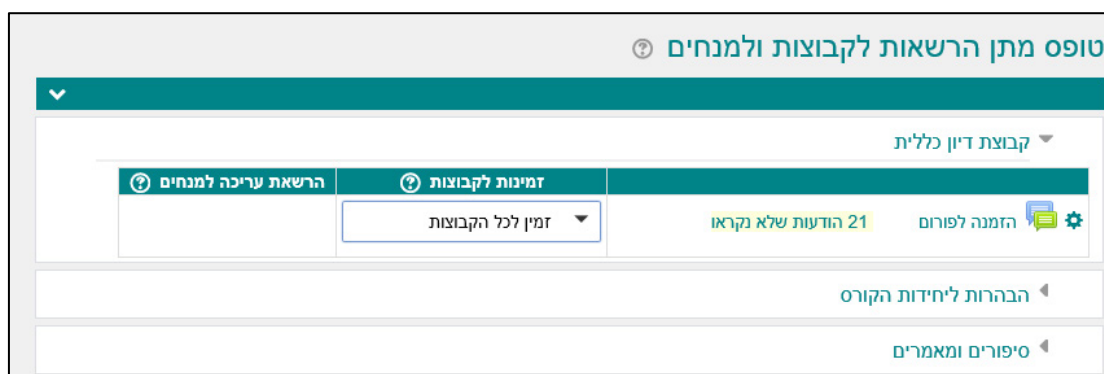 טופס מתן הרשאות לקבוצות ולמנחים
קבוצת דיון כללית
זמינות לקבוצות הרשאת עריכה למנחים
הזמנה לפורום 21 הודעות שלא נקראו זמין לכל הקבוצות
הבהרות ליחידות הקורס
סיפורים ומאמרים